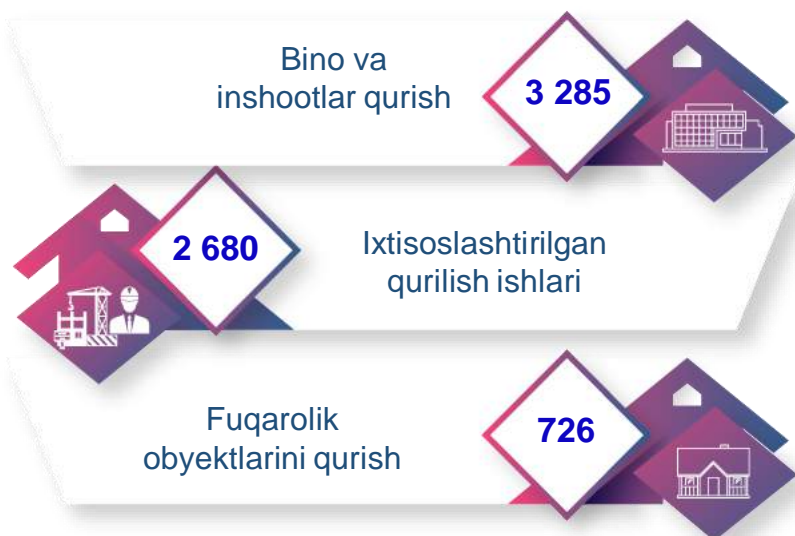 Bino va
inshootlar qurish
3 285
2 680
Ixtisoslashtirilgan
qurilish ishlari
Fuqarolik
obyektlarini qurish
726